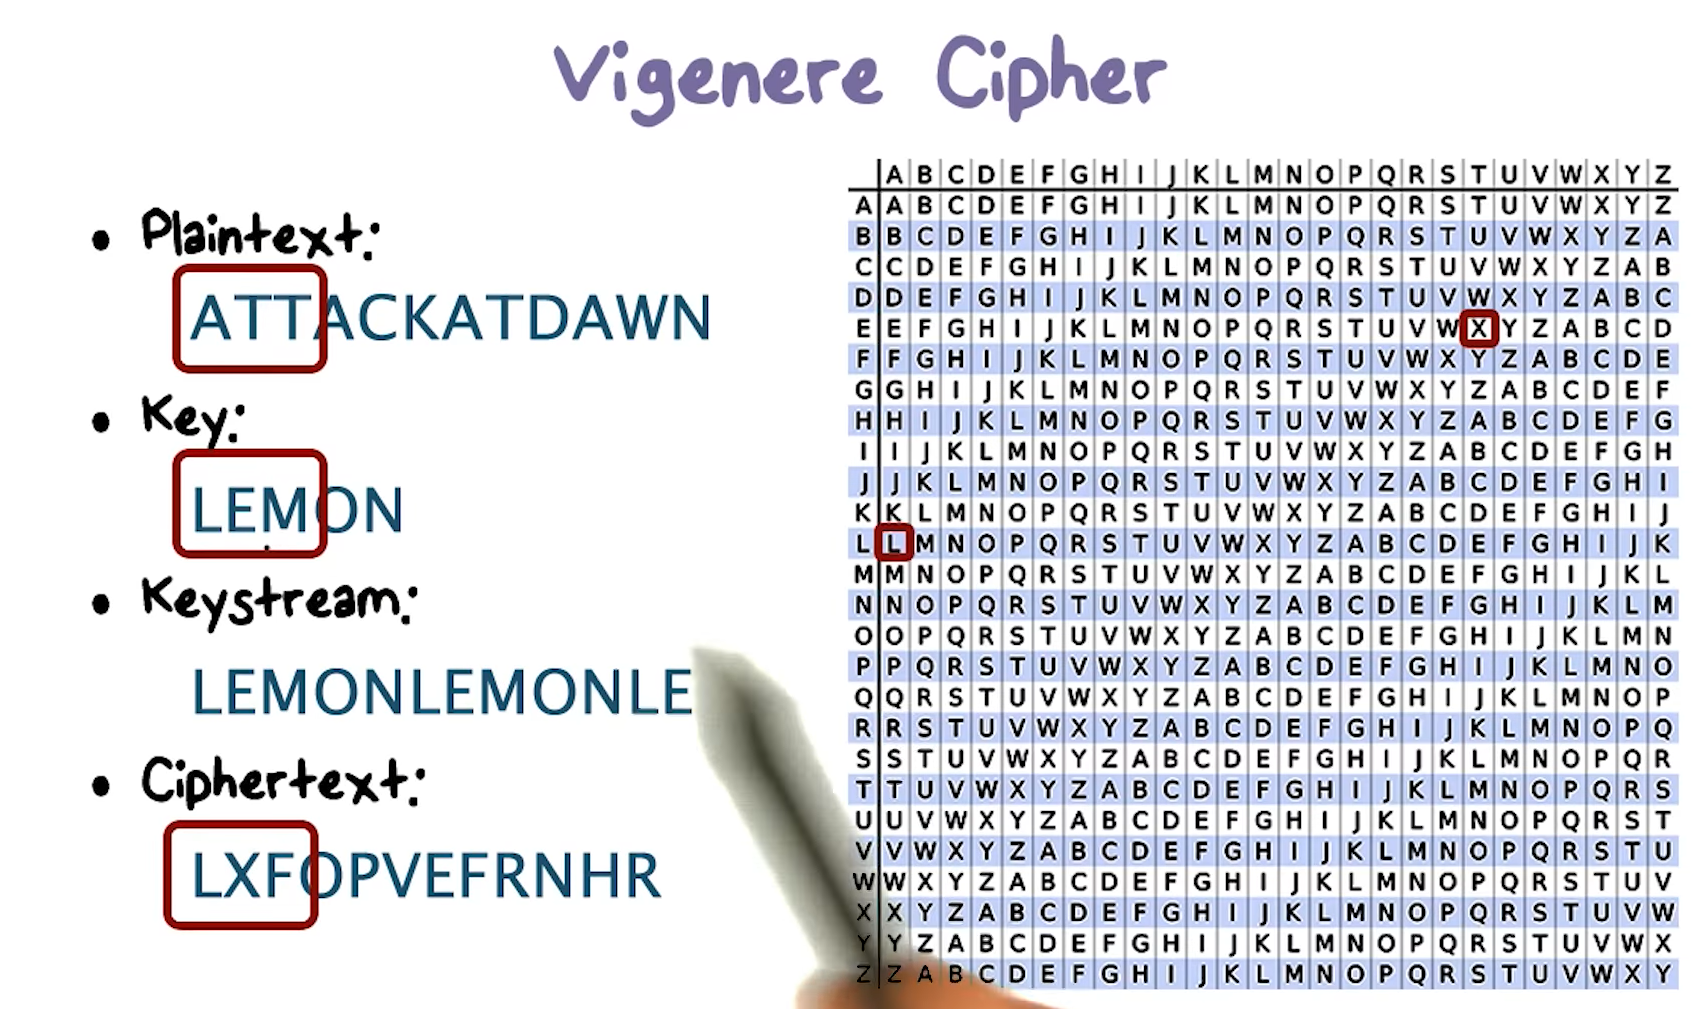 Vigenere Cipher
• Plaintext:
ATTACKATDAWN
• Key:
LEMON
• Keystream:
LEMONLEMONLE
• Ciphertext:
LXFOPVEFRNHR
A B C D E F G H I J K L M N O P Q R S T U V W X Y Z
A A B C D E F G H I J K L M N O P Q R S T U V W X Y Z
B B C D E F G H I J K L M N O P Q R S T U V W X Y Z A
C C D E F G H I J K L M N O P Q R S T U V W X Y Z A B
D D E F G H I J K L M N O P Q R S T U V W X Y Z A B C
E E F G H I J K L M N O P Q R S T U V W X Y Z A B C D
F F G H I J K L M N O P Q R S T U V W X Y Z A B C D E
G G H I J K L M N O P Q R S T U V W X Y Z A B C D E F
H H I J K L M N O P Q R S T U V W X Y Z A B C D E F G
I I J K L M N O P Q R S T U V W X Y Z A B C D E F G H
J J K L M N O P Q R S T U V W X Y Z A B C D E F G H I
K K L M N O P Q R S T U V W X Y Z A B C D E F G H I J
L L M N O P Q R S T U V W X Y Z A B C D E F G H I J K
M M N O P Q R S T U V W X Y Z A B C D E F G H I J K L
N N O P Q R S T U V W X Y Z A B C D E F G H I J K L M
O O P Q R S T U V W X Y Z A B C D E F G H I J K L M N
P P Q R S T U V W X Y Z A B C D E F G H I J K L M N O
Q Q R S T U V W X Y Z A B C D E F G H I J K L M N O P
R R S T U V W X Y Z A B C D E F G H I J K L M N O P Q
S S T U V W X Y Z A B C D E F G H I J K L M N O P Q R
T T U V W X Y Z A B C D E F G H I J K L M N O P Q R S
U U V W X Y Z A B C D E F G H I J K L M N O P Q R S T
V V W X Y Z A B C D E F G H I J K L M N O P Q R S T U
W W X Y Z A B C D E F G H I J K L M N O P Q R S T U V
X X Y Z A B C D E F G H I J K L M N O P Q R S T U V W
Y Y Z A B C D E F G H I J K L M N O P Q R S T U V W X
Z Z A B C D E F G H I J K L M N O P Q R S T U V W X Y